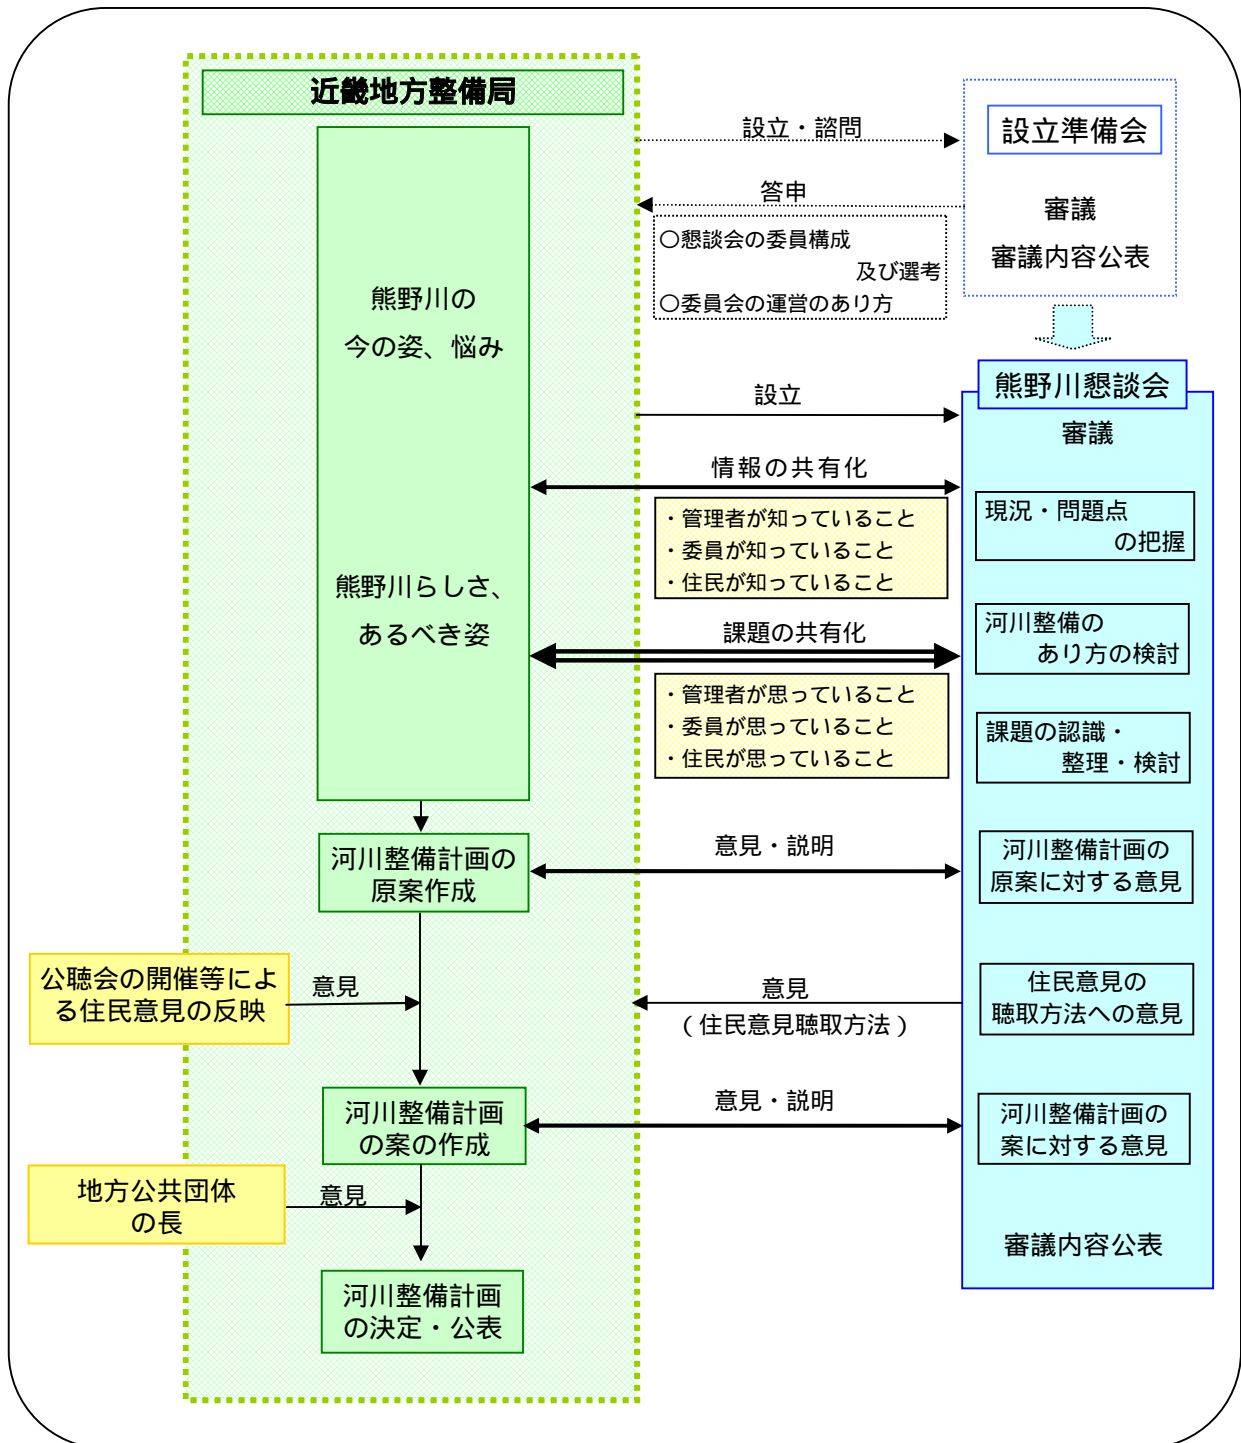 近畿地方整備局
設立・諮問
設立準備会
答申
審議
審議内容公表
〇懇談会の委員構成
及び選考
〇委員会の運営のあり方
熊野川の
今の姿、悩み
熊野川懇談会
設立
審議
情報の共有化
・管理者が知っていること
・委員が知っていること
・住民が知っていること
現況・問題点
の把握
熊野川らしさ、
あるべき姿
課題の共有化
河川整備の
あり方の検討
・管理者が思っていること
・委員が思っていること
・住民が思っていること
課題の認識・
整理・検討
河川整備計画の
原案作成
意見・説明
河川整備計画の
原案に対する意見
公聴会の開催等によ
る住民意見の反映
意見
意見
（住民意見聴取方法）
住民意見の
聴取方法への意見
河川整備計画
の案の作成
意見・説明
河川整備計画の
案に対する意見
地方公共団体
の長
意見
審議内容公表
河川整備計画
の決定・公表